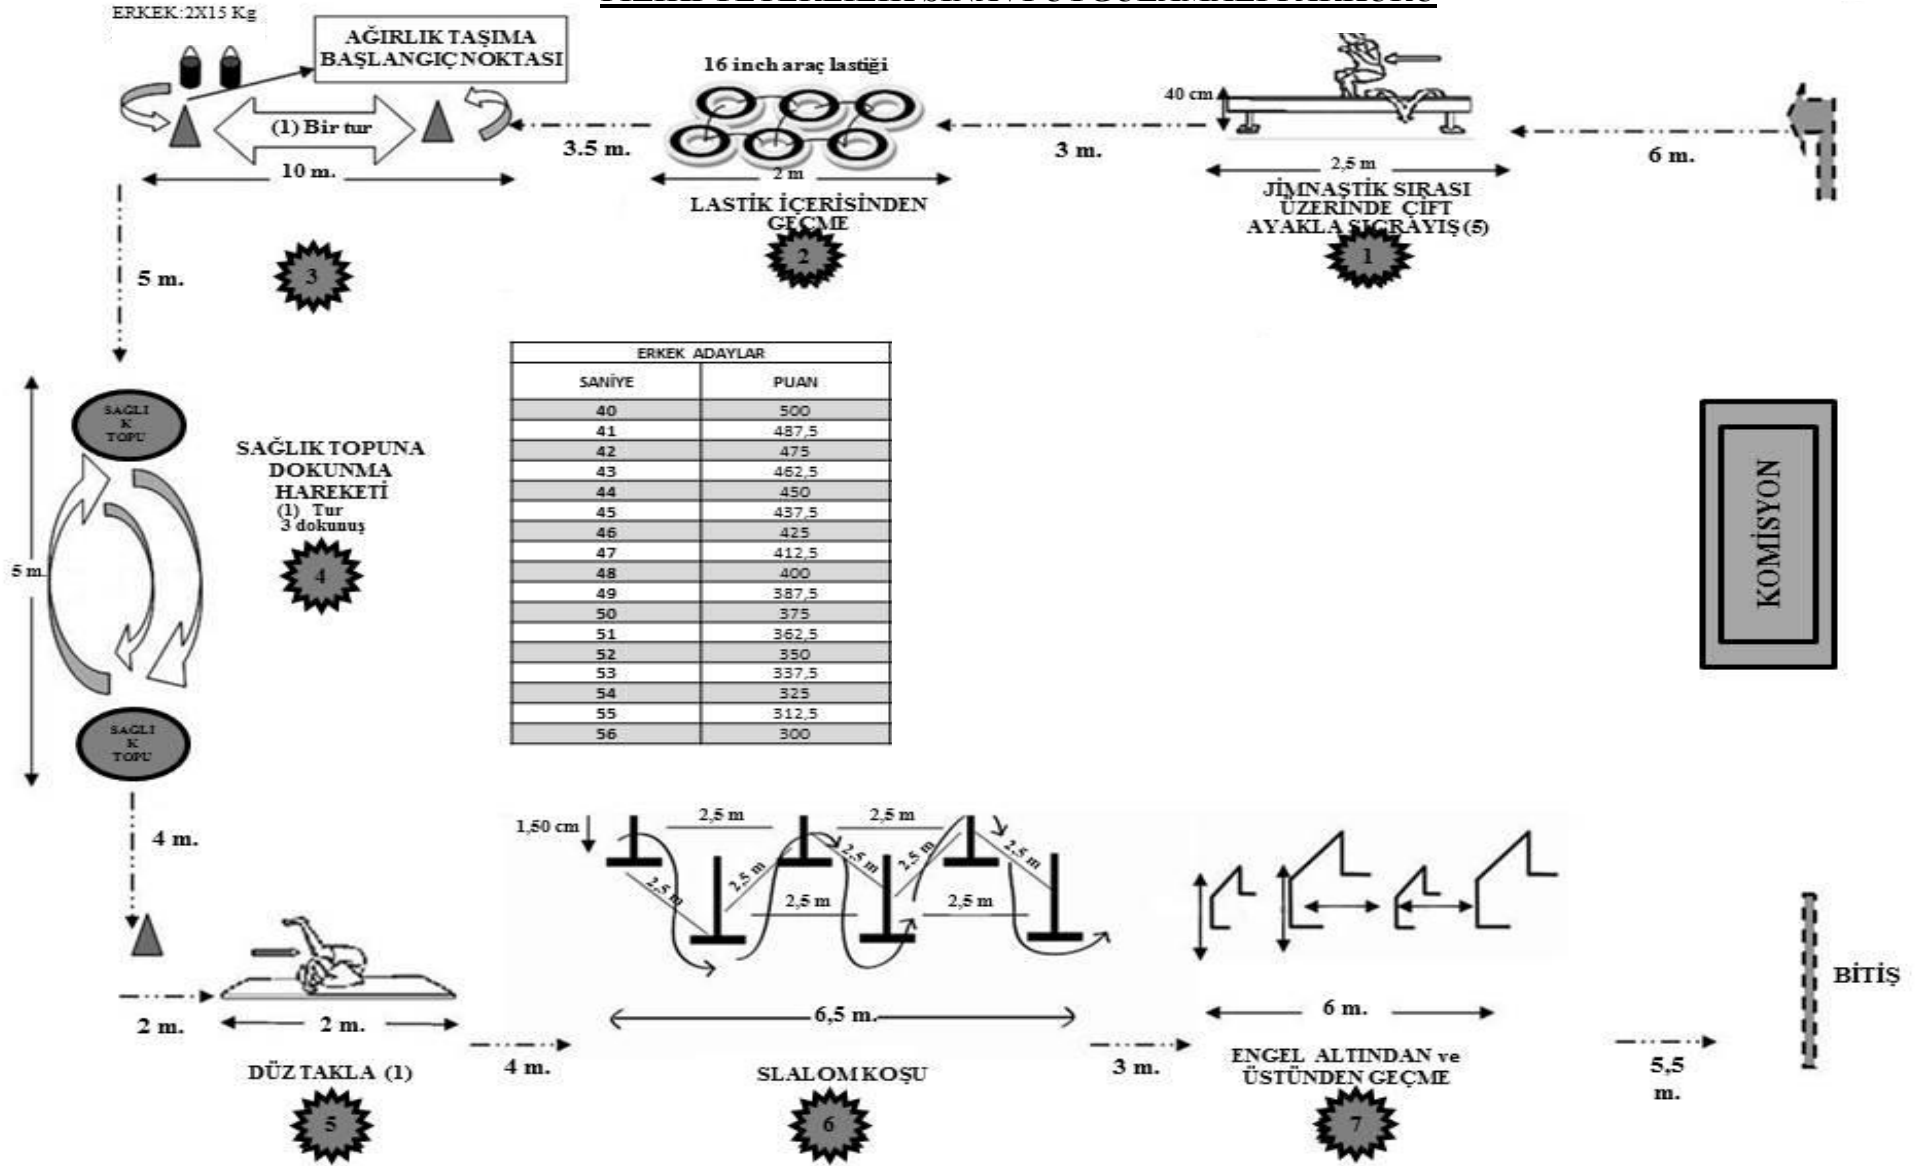 ERKEK:2X15 Kg
AĞIRLIK TAŞIMA
BAŞLANGIÇ NOKTASI
(1) Bir tur
10 m.
3.5 m.
16 inch araç lastiği
2 m
LASTİK İÇERİSİNDEN
GEÇME
2
3 m.
40 cm
2,5 m
JİMNASTİK SIRASI
ÜZERİNDE ÇİFT
AYAKLA SIÇRAYIŞ (5)
1
6 m.
3
5 m.
SAĞLI
K
TOPU
5 m.
SAĞLIK TOPUNA
DOKUNMA
HAREKETİ
(1) Tur
3 dokunuş
4
SAĞLI
K
TOPU
ERKEK ADAYLAR
SANİYE PUAN
40 500
41 487,5
42 475
43 462,5
44 450
45 437,5
46 425
47 412,5
48 400
49 387,5
50 375
51 362,5
52 350
53 337,5
54 325
55 312,5
56 300
KOMİSYON
4 m.
2 m.
2 m.
DÜZ TAKLA (1)
5
4 m.
1,50 cm
2,5 m
2,5 m
2,5 m
2,5 m
2,5 m
2,5 m
2,5 m
2,5 m
2,5 m
6,5 m.
SLALOM KOŞU
6
3 m.
6 m.
ENGEL ALTINDAN ve
ÜSTÜNDEN GEÇME
7
5,5
m.
BİTİŞ